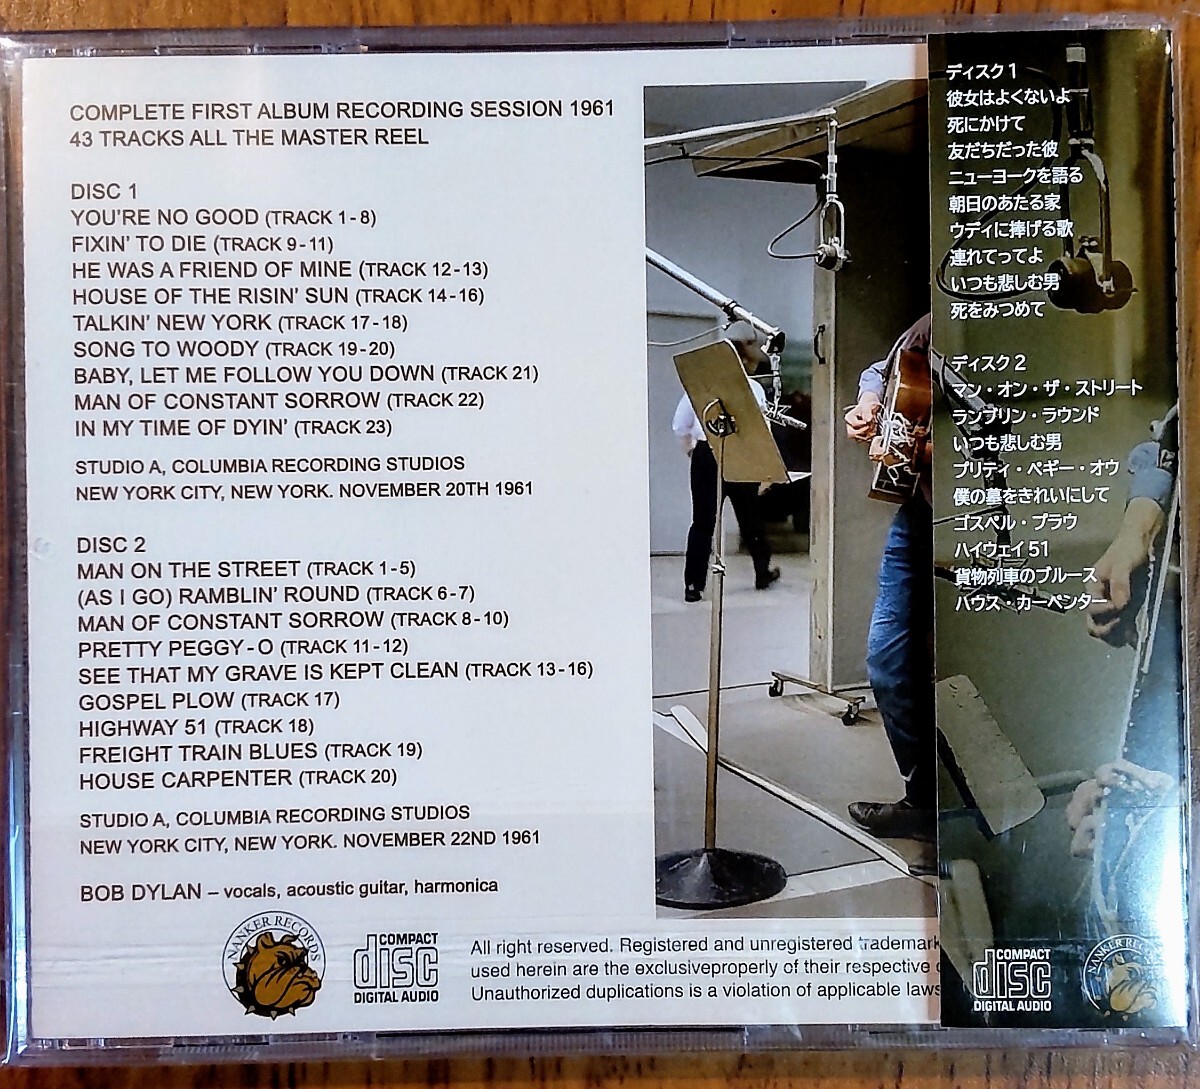 COMPLETE FIRST ALBUM RECORDING SESSION 1961
43 TRACKS ALL THE MASTER REEL
DISC 1
YOU'RE NO GOOD (TRACK 1-8)
FIXIN' TO DIE (TRACK 9-11)
HE WAS A FRIEND OF MINE (TRACK 12-13)
HOUSE OF THE RISIN' SUN (TRACK 14-16)
TALKIN' NEW YORK (TRACK 17-18)
SONG TO WOODY (TRACK 19-20)
BABY, LET ME FOLLOW YOU DOWN (TRACK 21)
MAN OF CONSTANT SORROW (TRACK 22)
IN MY TIME OF DYIN' (TRACK 23)
STUDIO A, COLUMBIA RECORDING STUDIOS
NEW YORK CITY, NEW YORK. NOVEMBER 20TH 1961
DISC 2
MAN ON THE STREET (TRACK 1-5)
(AS I GO) RAMBLIN' ROUND (TRACK 6-7)
MAN OF CONSTANT SORROW (TRACK 8-10)
PRETTY PEGGY-O (TRACK 11-12)
SEE THAT MY GRAVE IS KEPT CLEAN (TRACK 13-16)
GOSPEL PLOW (TRACK 17)
HIGHWAY 51 (TRACK 18)
FREIGHT TRAIN BLUES (TRACK 19)
HOUSE CARPENTER (TRACK 20)
STUDIO A, COLUMBIA RECORDING STUDIOS
NEW YORK CITY, NEW YORK. NOVEMBER 22ND 1961
BOB DYLAN – vocals, acoustic guitar, harmonica
NANKER RECORDS
COMPACT
disc
DIGITAL AUDIO
All right reserved. Registered and unregistered trademark
used herein are the exclusiveproperly of their respective
Unauthorized duplications is a violation of applicable laws
ディスク 1
彼女はよくないよ
死にかけて
友だちだった彼
ニューヨークを語る
朝日のあたる家
ウディに捧げる歌
連れてってよ
いつも悲しむ男
死をみつめて
ディスク 2
マン・オン・ザ・ストリート
ランブリン・ラウンド
いつも悲しむ男
プリティ・ペギー・オウ
僕の墓をきれいにして
ゴスペル・プラウ
ハイウェイ 51
貨物列車のブルース
ハウス・カーペンター
COMPACT
disc
DIGITAL AUDIO
NANKER RECORDS